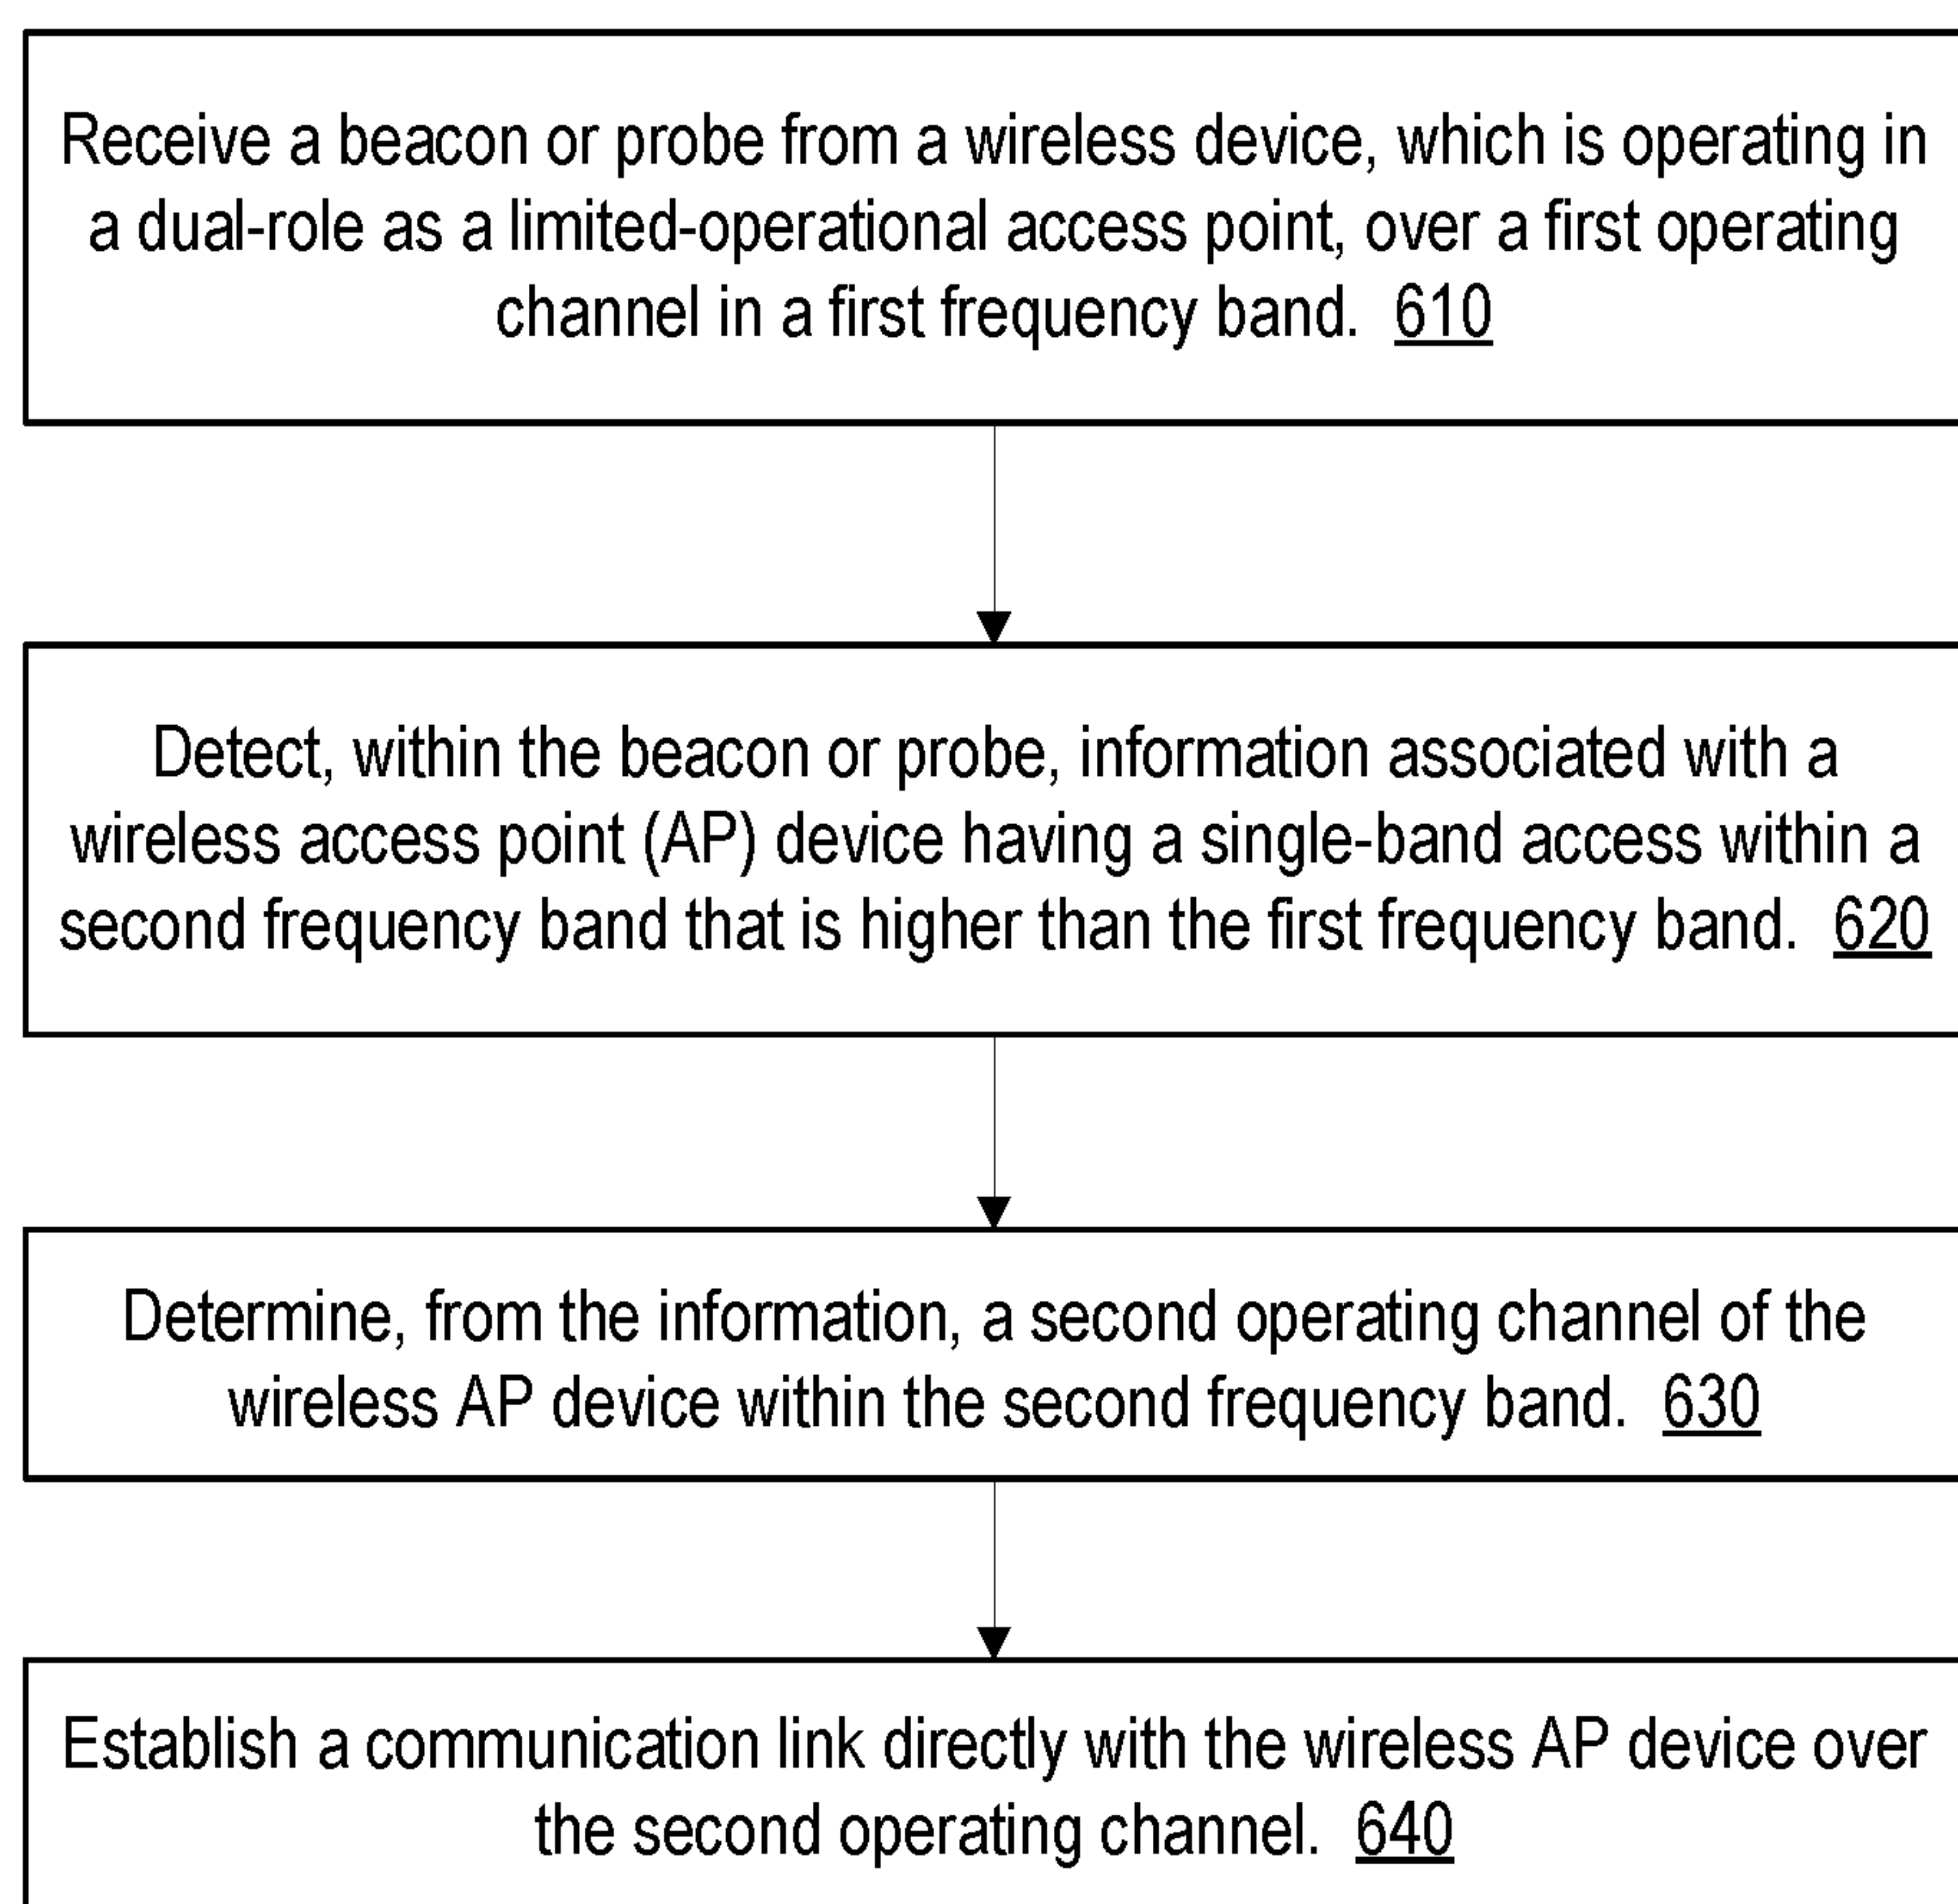 Receive a beacon or probe from a wireless device, which is operating in
a dual-role as a limited-operational access point, over a first operating
channel in a first frequency band. 610
Detect, within the beacon or probe, information associated with a
wireless access point (AP) device having a single-band access within a
second frequency band that is higher than the first frequency band. 620
Determine, from the information, a second operating channel of the
wireless AP device within the second frequency band. 630
Establish a communication link directly with the wireless AP device over
the second operating channel. 640